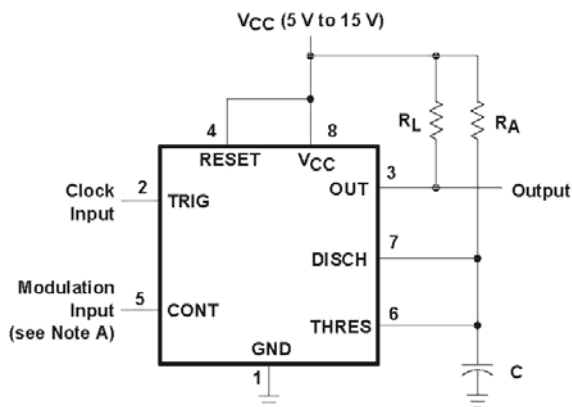 VCC (5 V to 15 V)
4
8
RL
RA
RESET
VCC
3
Clock
Input
2
TRIG
OUT
Output
7
DISCH
Modulation
Input
(see Note A)
5
CONT
6
THRES
GND
1
C